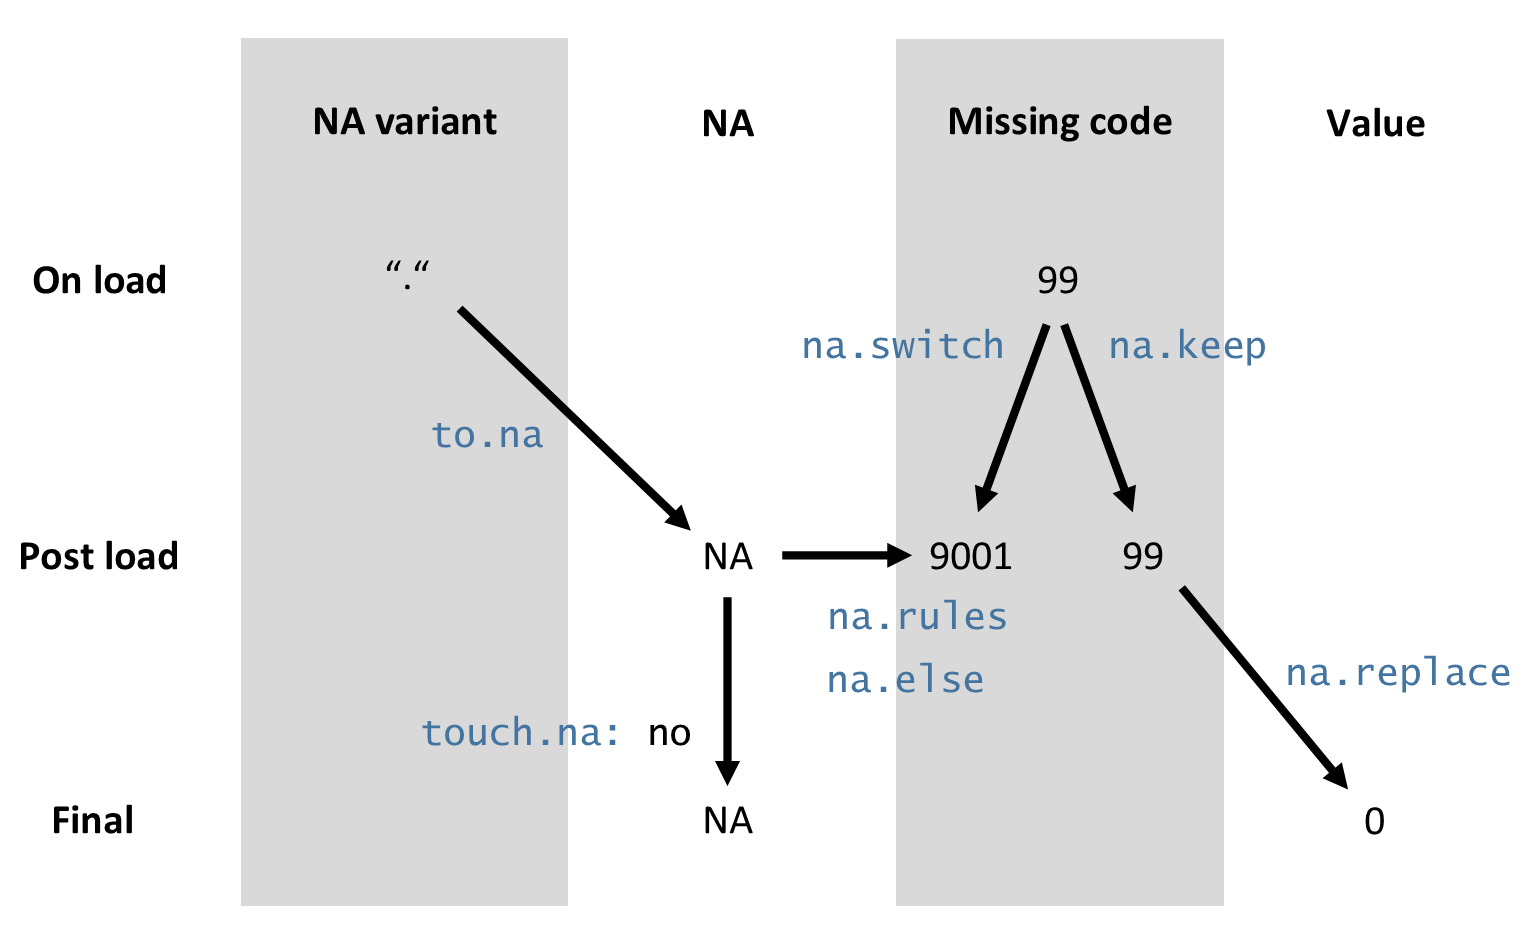 NA variant NA Missing code Value
On load “.“ 99
na.switch na.keep
to.na
Post load NA 9001 99
na.rules
na.else
na.replace
touch.na: no
Final NA 0